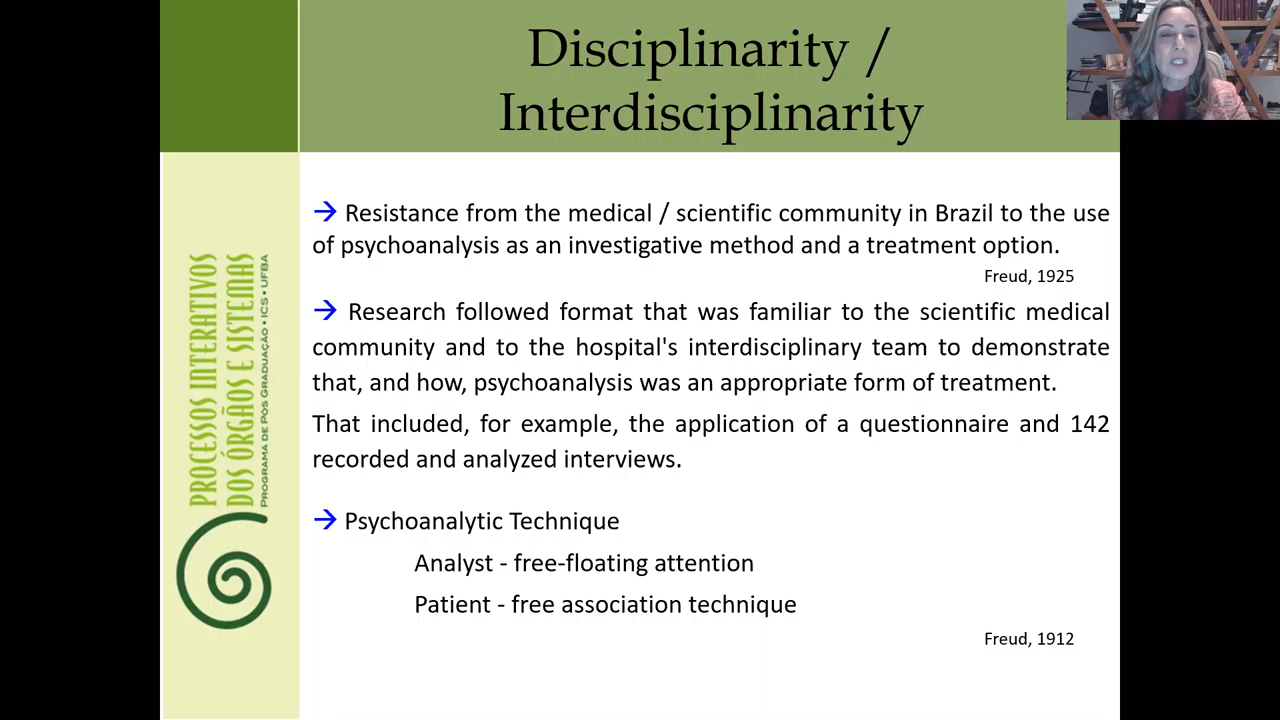 Disciplinarity /
Interdisciplinarity
→ Resistance from the medical / scientific community in Brazil to the use
of psychoanalysis as an investigative method and a treatment option.
Freud, 1925
→ Research followed format that was familiar to the scientific medical
community and to the hospital's interdisciplinary team to demonstrate
that, and how, psychoanalysis was an appropriate form of treatment.
That included, for example, the application of a questionnaire and 142
recorded and analyzed interviews.
→ Psychoanalytic Technique
Analyst - free-floating attention
Patient - free association technique
Freud, 1912
PROCESSOS INTERATIVOS
DOS ÓRGÃOS E SISTEMAS
PROGRAMA DE PÓS GRADUAÇÃO • ICS • UFBA